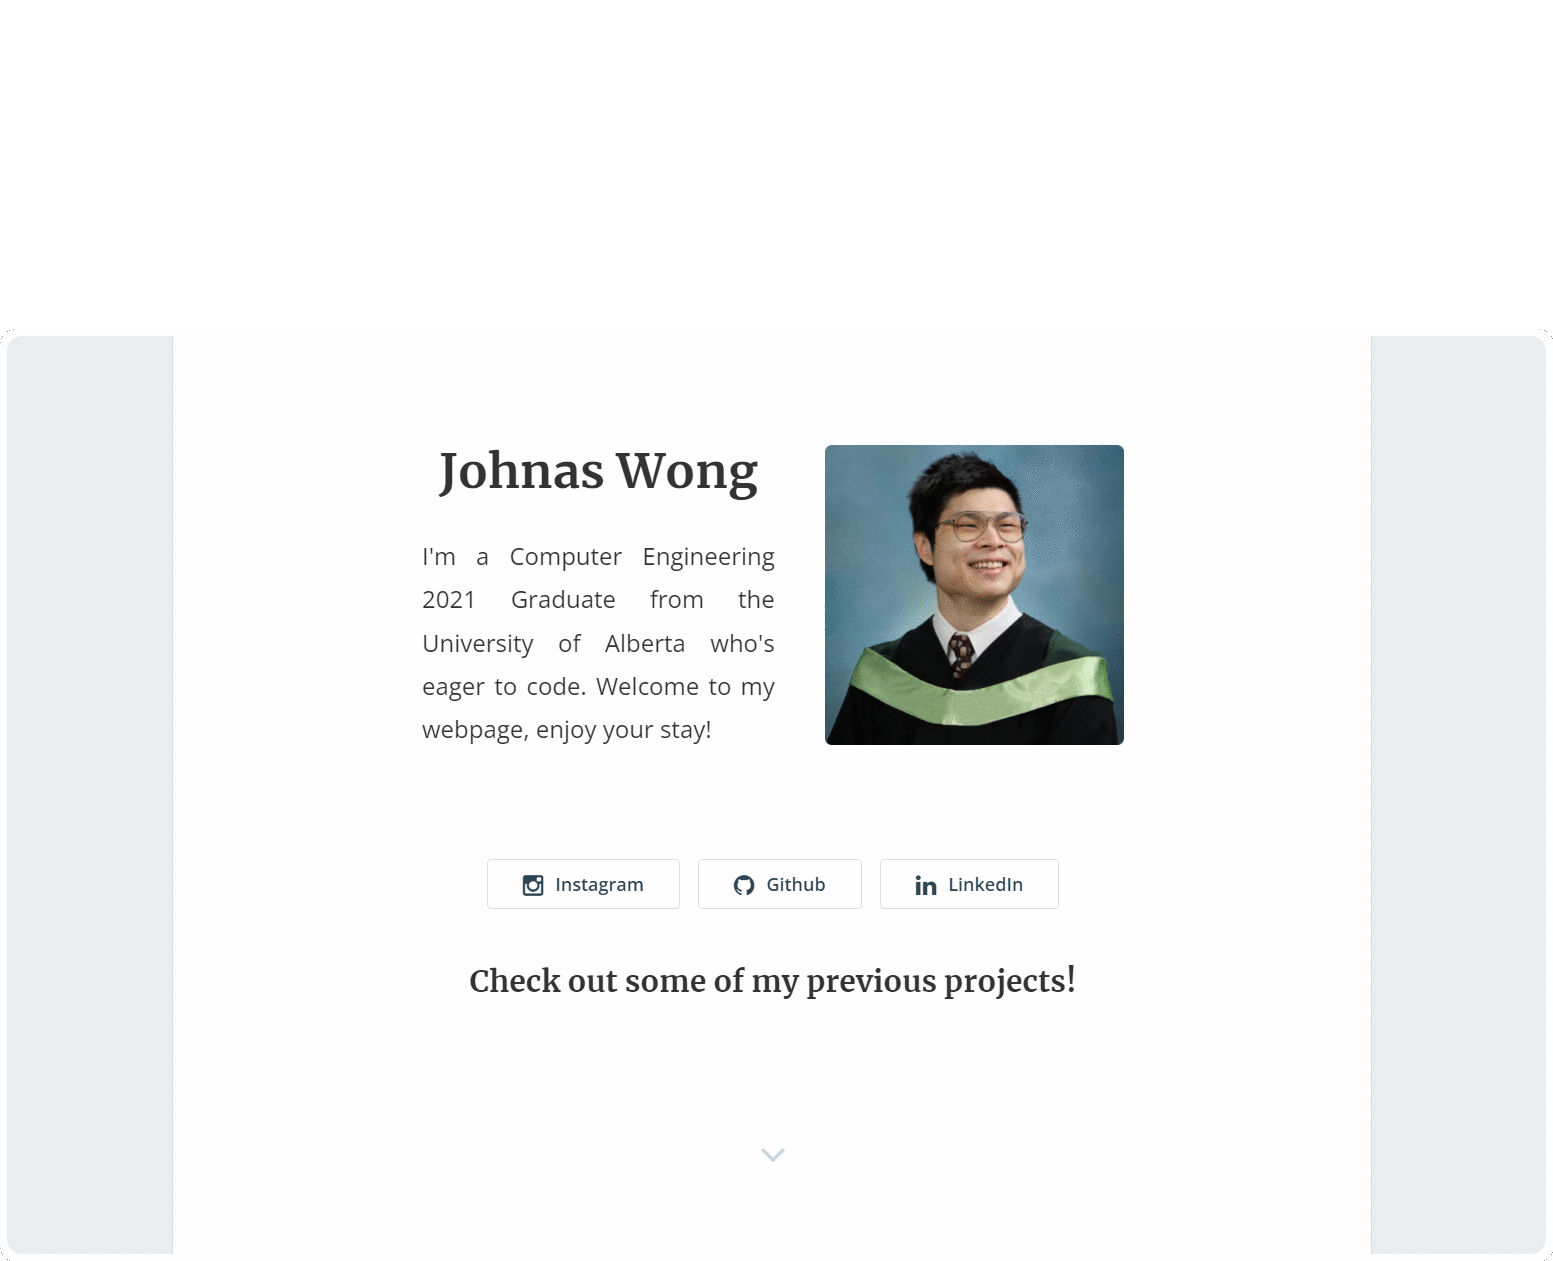 Johnas Wong
I'm a Computer Engineering
2021 Graduate from the
University of Alberta who's
eager to code. Welcome to my
webpage, enjoy your stay!
Instagram
Github
LinkedIn
Check out some of my previous projects!